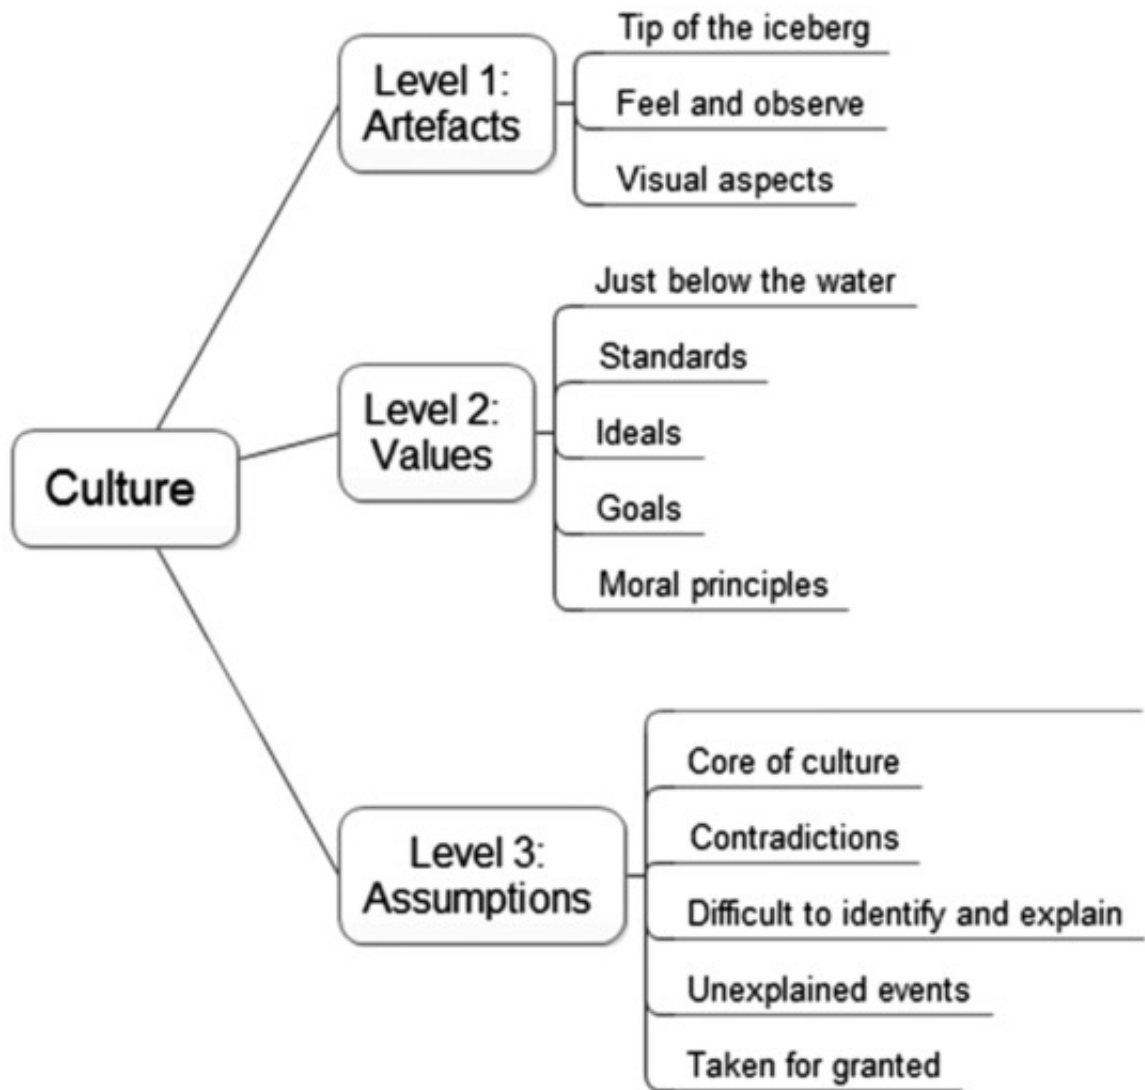 Tip of the iceberg
Level 1:
Artefacts
Feel and observe
Visual aspects
Just below the water
Standards
Level 2:
Values
Ideals
Goals
Moral principles
Culture
Core of culture
Contradictions
Level 3:
Assumptions
Difficult to identify and explain
Unexplained events
Taken for granted